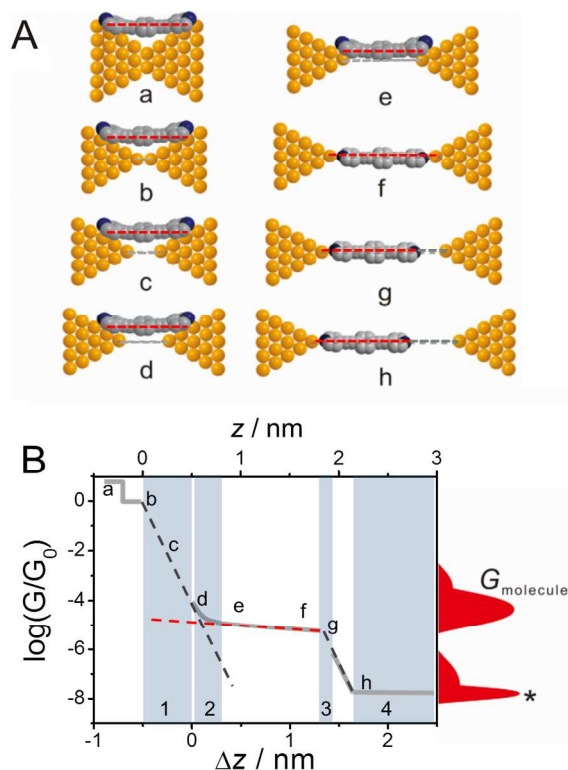 A
a
e
b
f
c
g
d
h
B
z / nm
0 1 2 3
log(G/G₀)
0
-2
-4
-6
-8
a
b
c
d
e
f
g
h
1 2 3 4
-1 0 1 2
Δz / nm
G molecule
*